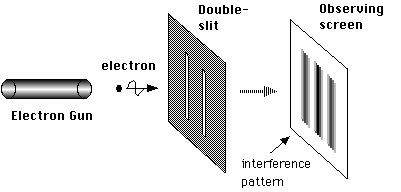 Double-
slit
Observing
screen
electron
Electron Gun
interference
pattern